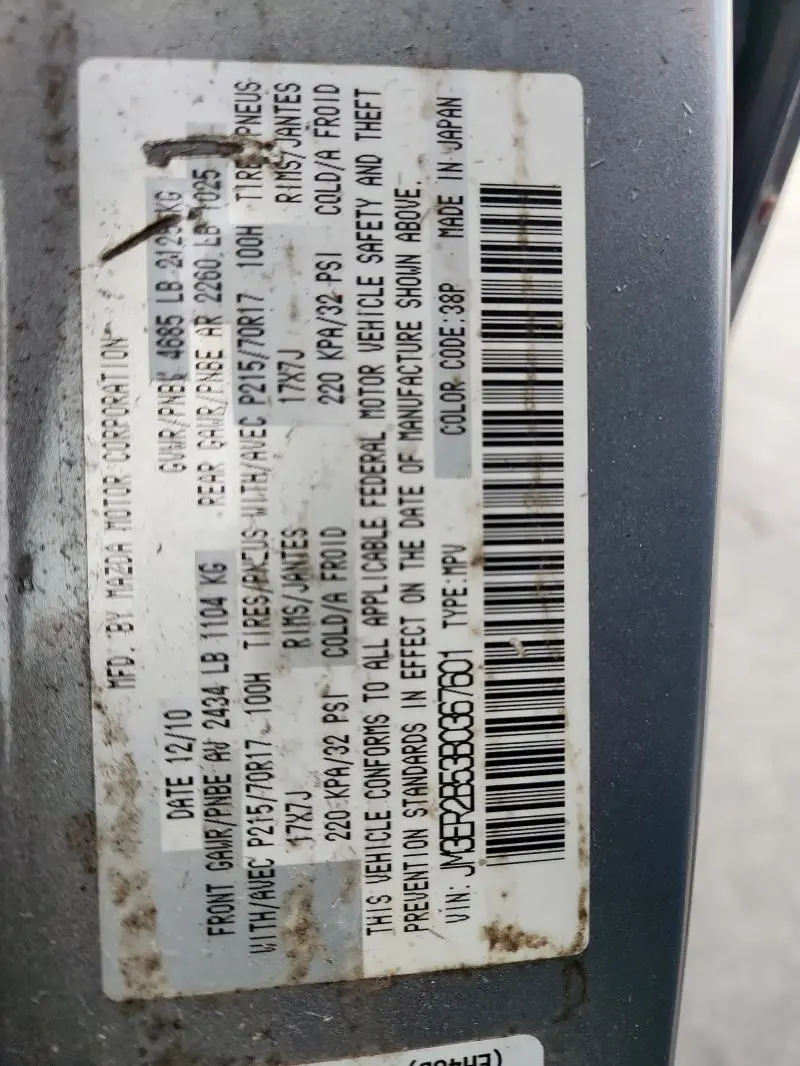 MFD. BY MAZDA MOTOR CORPORATION
DATE 12/10 GVWR/PNBV 4685 LB 2125 KG
FRONT GAWR/PNBE AV 2434 LB 1104 KG REAR GAWR/PNBE AR 2260 LB 1025
WITH/AVEC P215/70R17 100H TIRES/PNEUS WITH/AVEC P215/70R17 100H TIRES/PNEUS
17X7J RIMS/JANTES 17X7J RIMS/JANTES
220 KPA/32 PSI COLD/A FROID 220 KPA/32 PSI COLD/A FROID
THIS VEHICLE CONFORMS TO ALL APPLICABLE FEDERAL MOTOR VEHICLE SAFETY AND THEFT
PREVENTION STANDARDS IN EFFECT ON THE DATE OF MANUFACTURE SHOWN ABOVE.
VIN: JM3ER2B53B0367601 TYPE:MPV COLOR CODE:38P MADE IN JAPAN